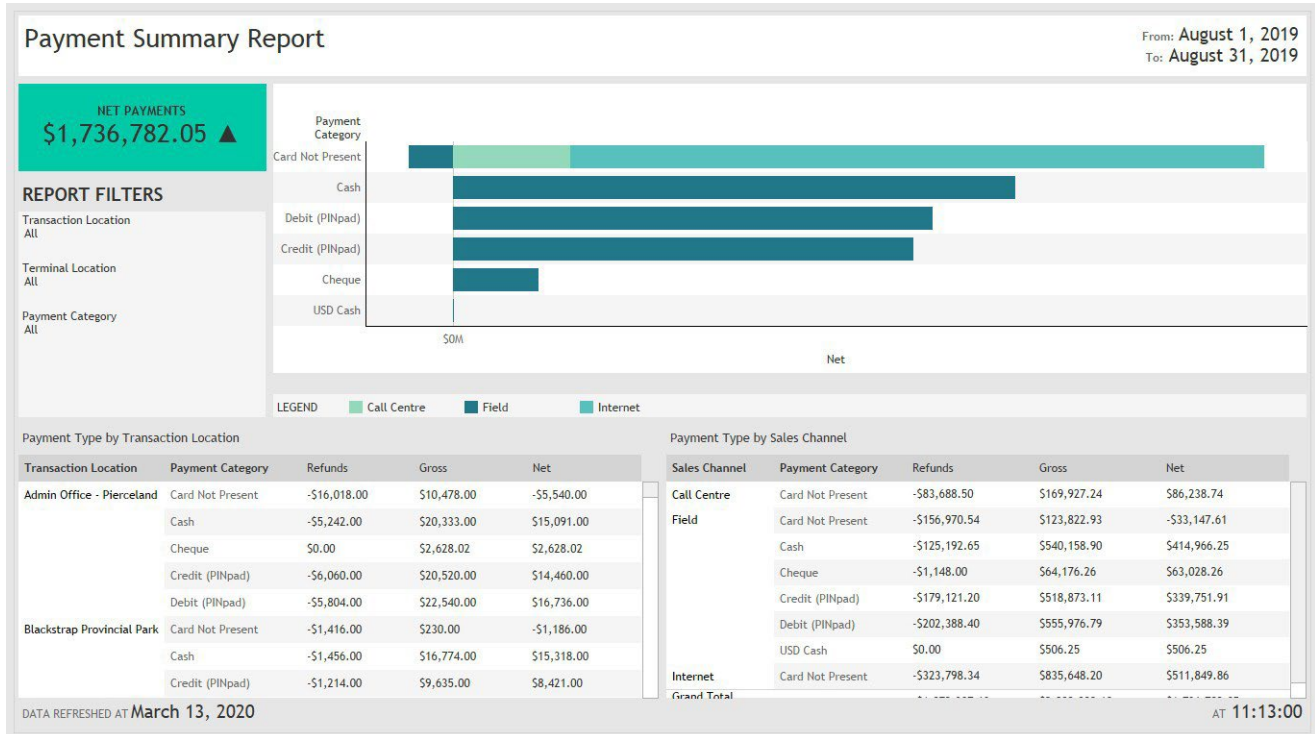 Payment Summary Report
From: August 1, 2019
To: August 31, 2019
NET PAYMENTS
$1,736,782.05 ▲
REPORT FILTERS
Transaction Location
All
Terminal Location
All
Payment Category
All
Payment
Category
Card Not Present
Cash
Debit (PINpad)
Credit (PINpad)
Cheque
USD Cash
$0M
Net
LEGEND Call Centre Field Internet
Payment Type by Transaction Location
Transaction Location Payment Category Refunds Gross Net
Admin Office - Pierceland Card Not Present -$16,018.00 $10,478.00 -$5,540.00
Cash -$5,242.00 $20,333.00 $15,091.00
Cheque $0.00 $2,628.02 $2,628.02
Credit (PINpad) -$6,060.00 $20,520.00 $14,460.00
Debit (PINpad) -$5,804.00 $22,540.00 $16,736.00
Blackstrap Provincial Park Card Not Present -$1,416.00 $230.00 -$1,186.00
Cash -$1,456.00 $16,774.00 $15,318.00
Credit (PINpad) -$1,214.00 $9,635.00 $8,421.00
Payment Type by Sales Channel
Sales Channel Payment Category Refunds Gross Net
Call Centre Card Not Present -$83,688.50 $169,927.24 $86,238.74
Field Card Not Present -$156,970.54 $123,822.93 -$33,147.61
Cash -$125,192.65 $540,158.90 $414,966.25
Cheque -$1,148.00 $64,176.26 $63,028.26
Credit (PINpad) -$179,121.20 $518,873.11 $339,751.91
Debit (PINpad) -$202,388.40 $555,976.79 $353,588.39
USD Cash $0.00 $506.25 $506.25
Internet Card Not Present -$323,798.34 $835,648.20 $511,849.86
Grand Total
DATA REFRESHED AT March 13, 2020
AT 11:13:00